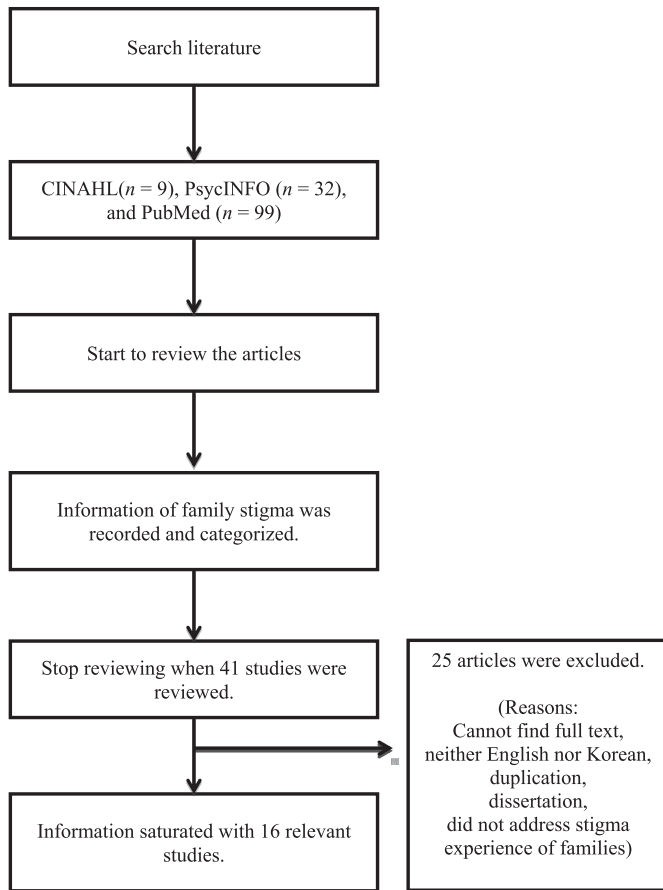 Search literature
CINAHL(n = 9), PsycINFO (n = 32),
and PubMed (n = 99)
Start to review the articles
Information of family stigma was
recorded and categorized.
Stop reviewing when 41 studies were
reviewed.
25 articles were excluded.
(Reasons:
Cannot find full text,
neither English nor Korean,
duplication,
dissertation,
did not address stigma
experience of families)
Information saturated with 16 relevant
studies.